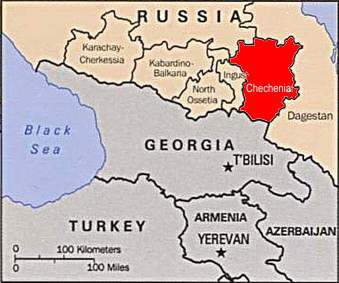 RUSSIA
Karachay-
Cherkessia
Kabardino-
Balkaria
North
Ossetia
Ingus
Chechenia
Dagestan
Black
Sea
GEORGIA
T'BILISI
TURKEY
ARMENIA
YEREVAN
AZERBAIJAN
0 100 Kilometers
0 100 Miles